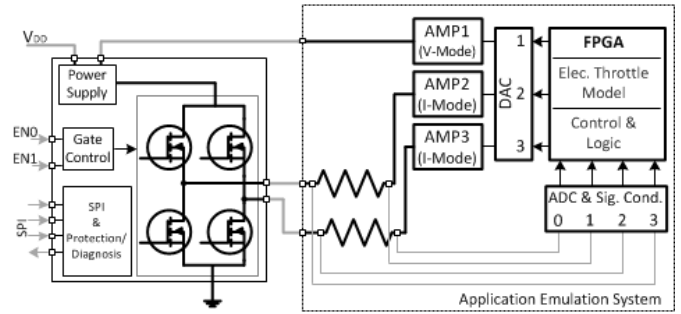 VDD
Power
Supply
EN0
EN1
Gate
Control
SPI
SPI
&
Protection/
Diagnosis
AMP1
(V-Mode)
AMP2
(I-Mode)
AMP3
(I-Mode)
1
2
3
DAC
FPGA
Elec. Throttle
Model
Control &
Logic
ADC & Sig. Cond.
0 1 2 3
Application Emulation System